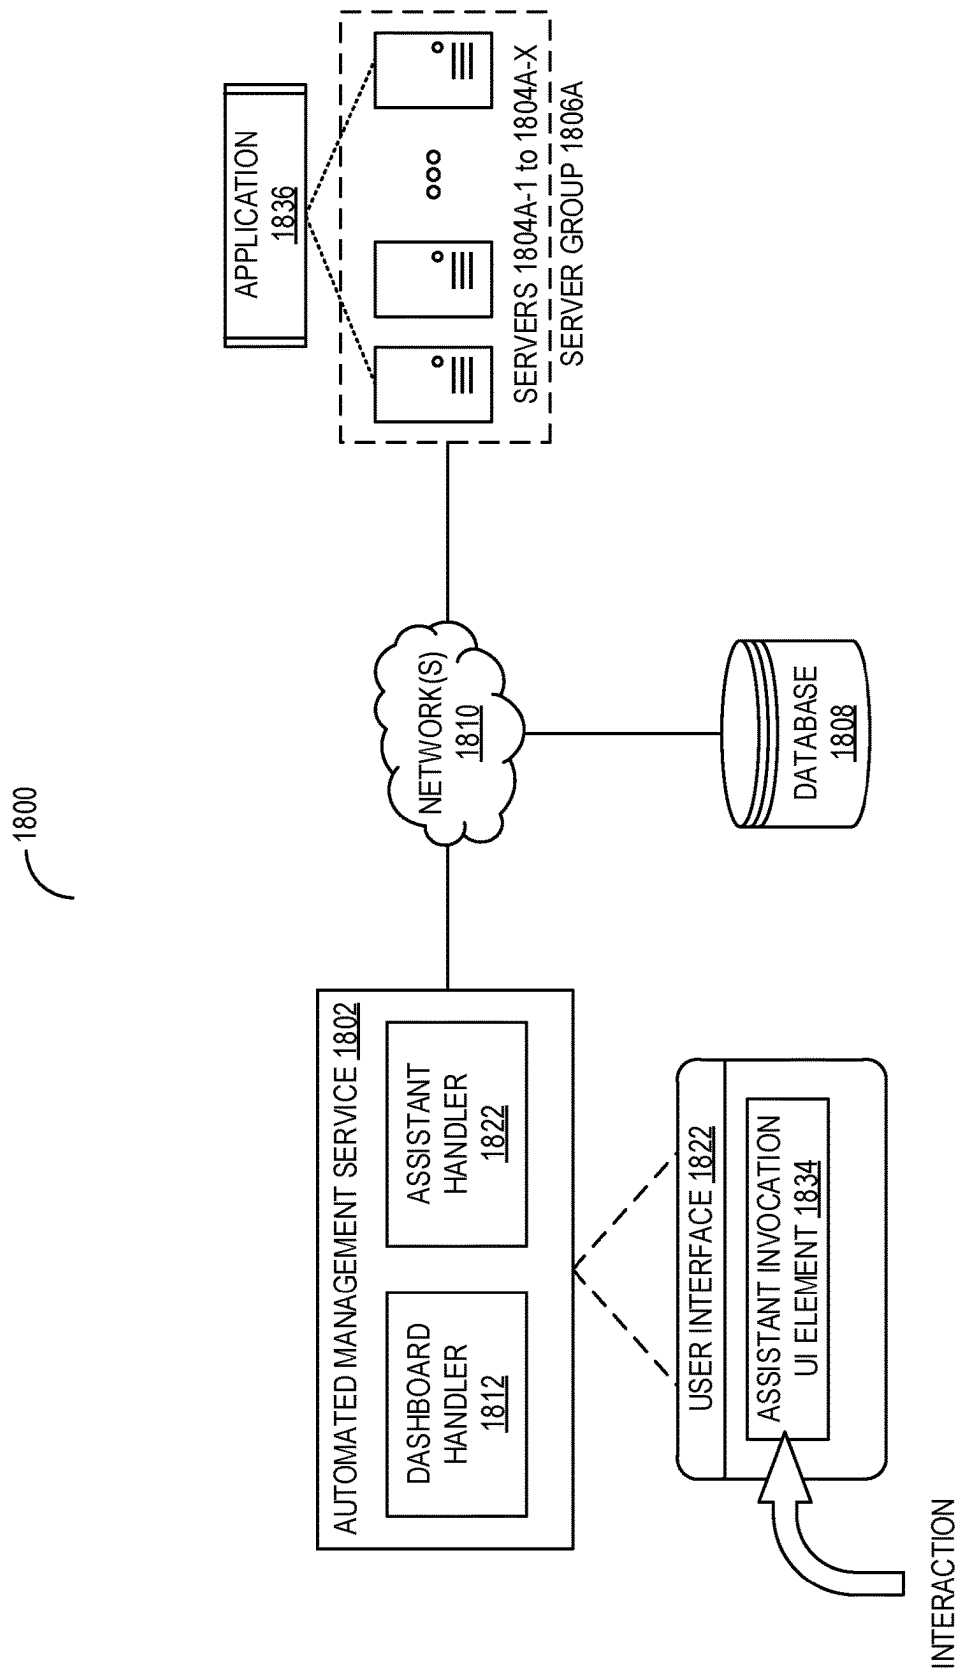 1800
AUTOMATED MANAGEMENT SERVICE 1802
DASHBOARD
HANDLER
1812
ASSISTANT
HANDLER
1822
USER INTERFACE 1822
ASSISTANT INVOCATION
UI ELEMENT 1834
INTERACTION
NETWORK(S)
1810
DATABASE
1808
APPLICATION
1836
SERVERS 1804A-1 to 1804A-X
SERVER GROUP 1806A